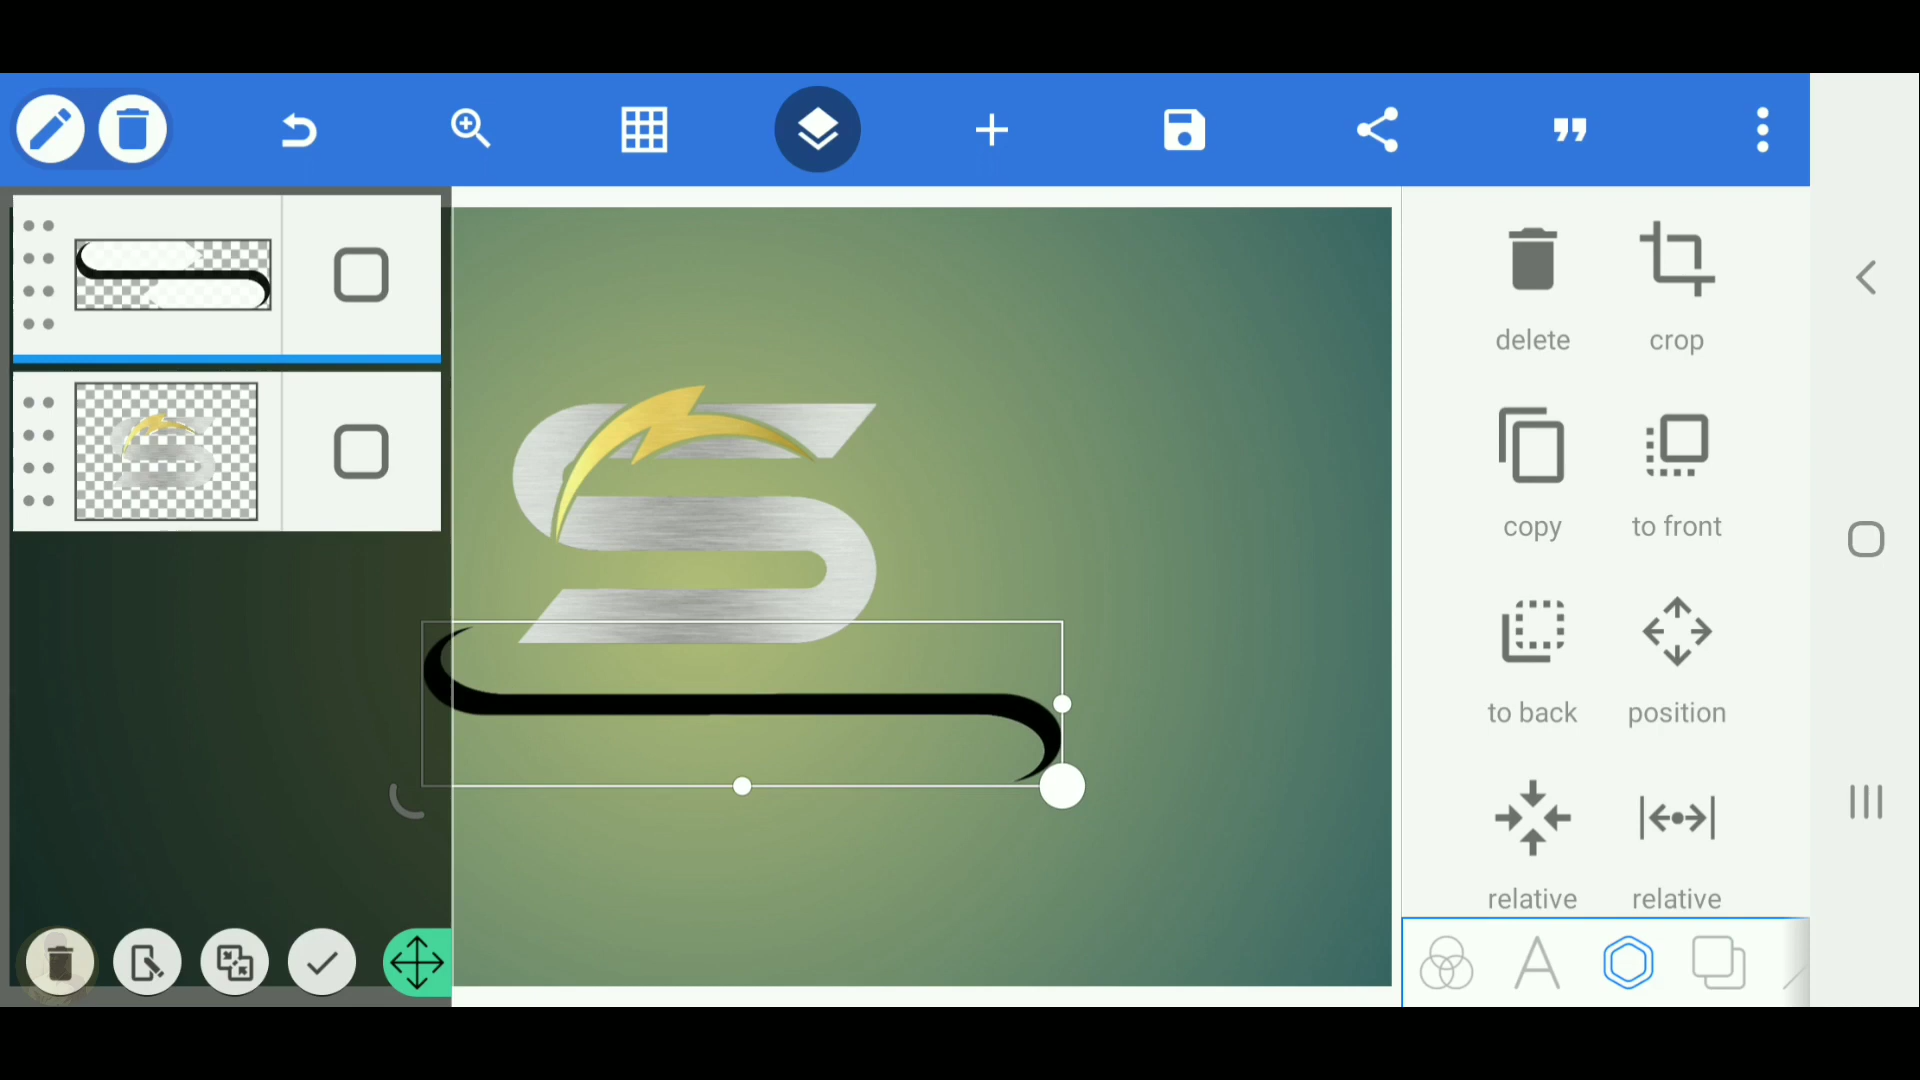 S
delete
crop
copy
to front
to back
position
relative
relative